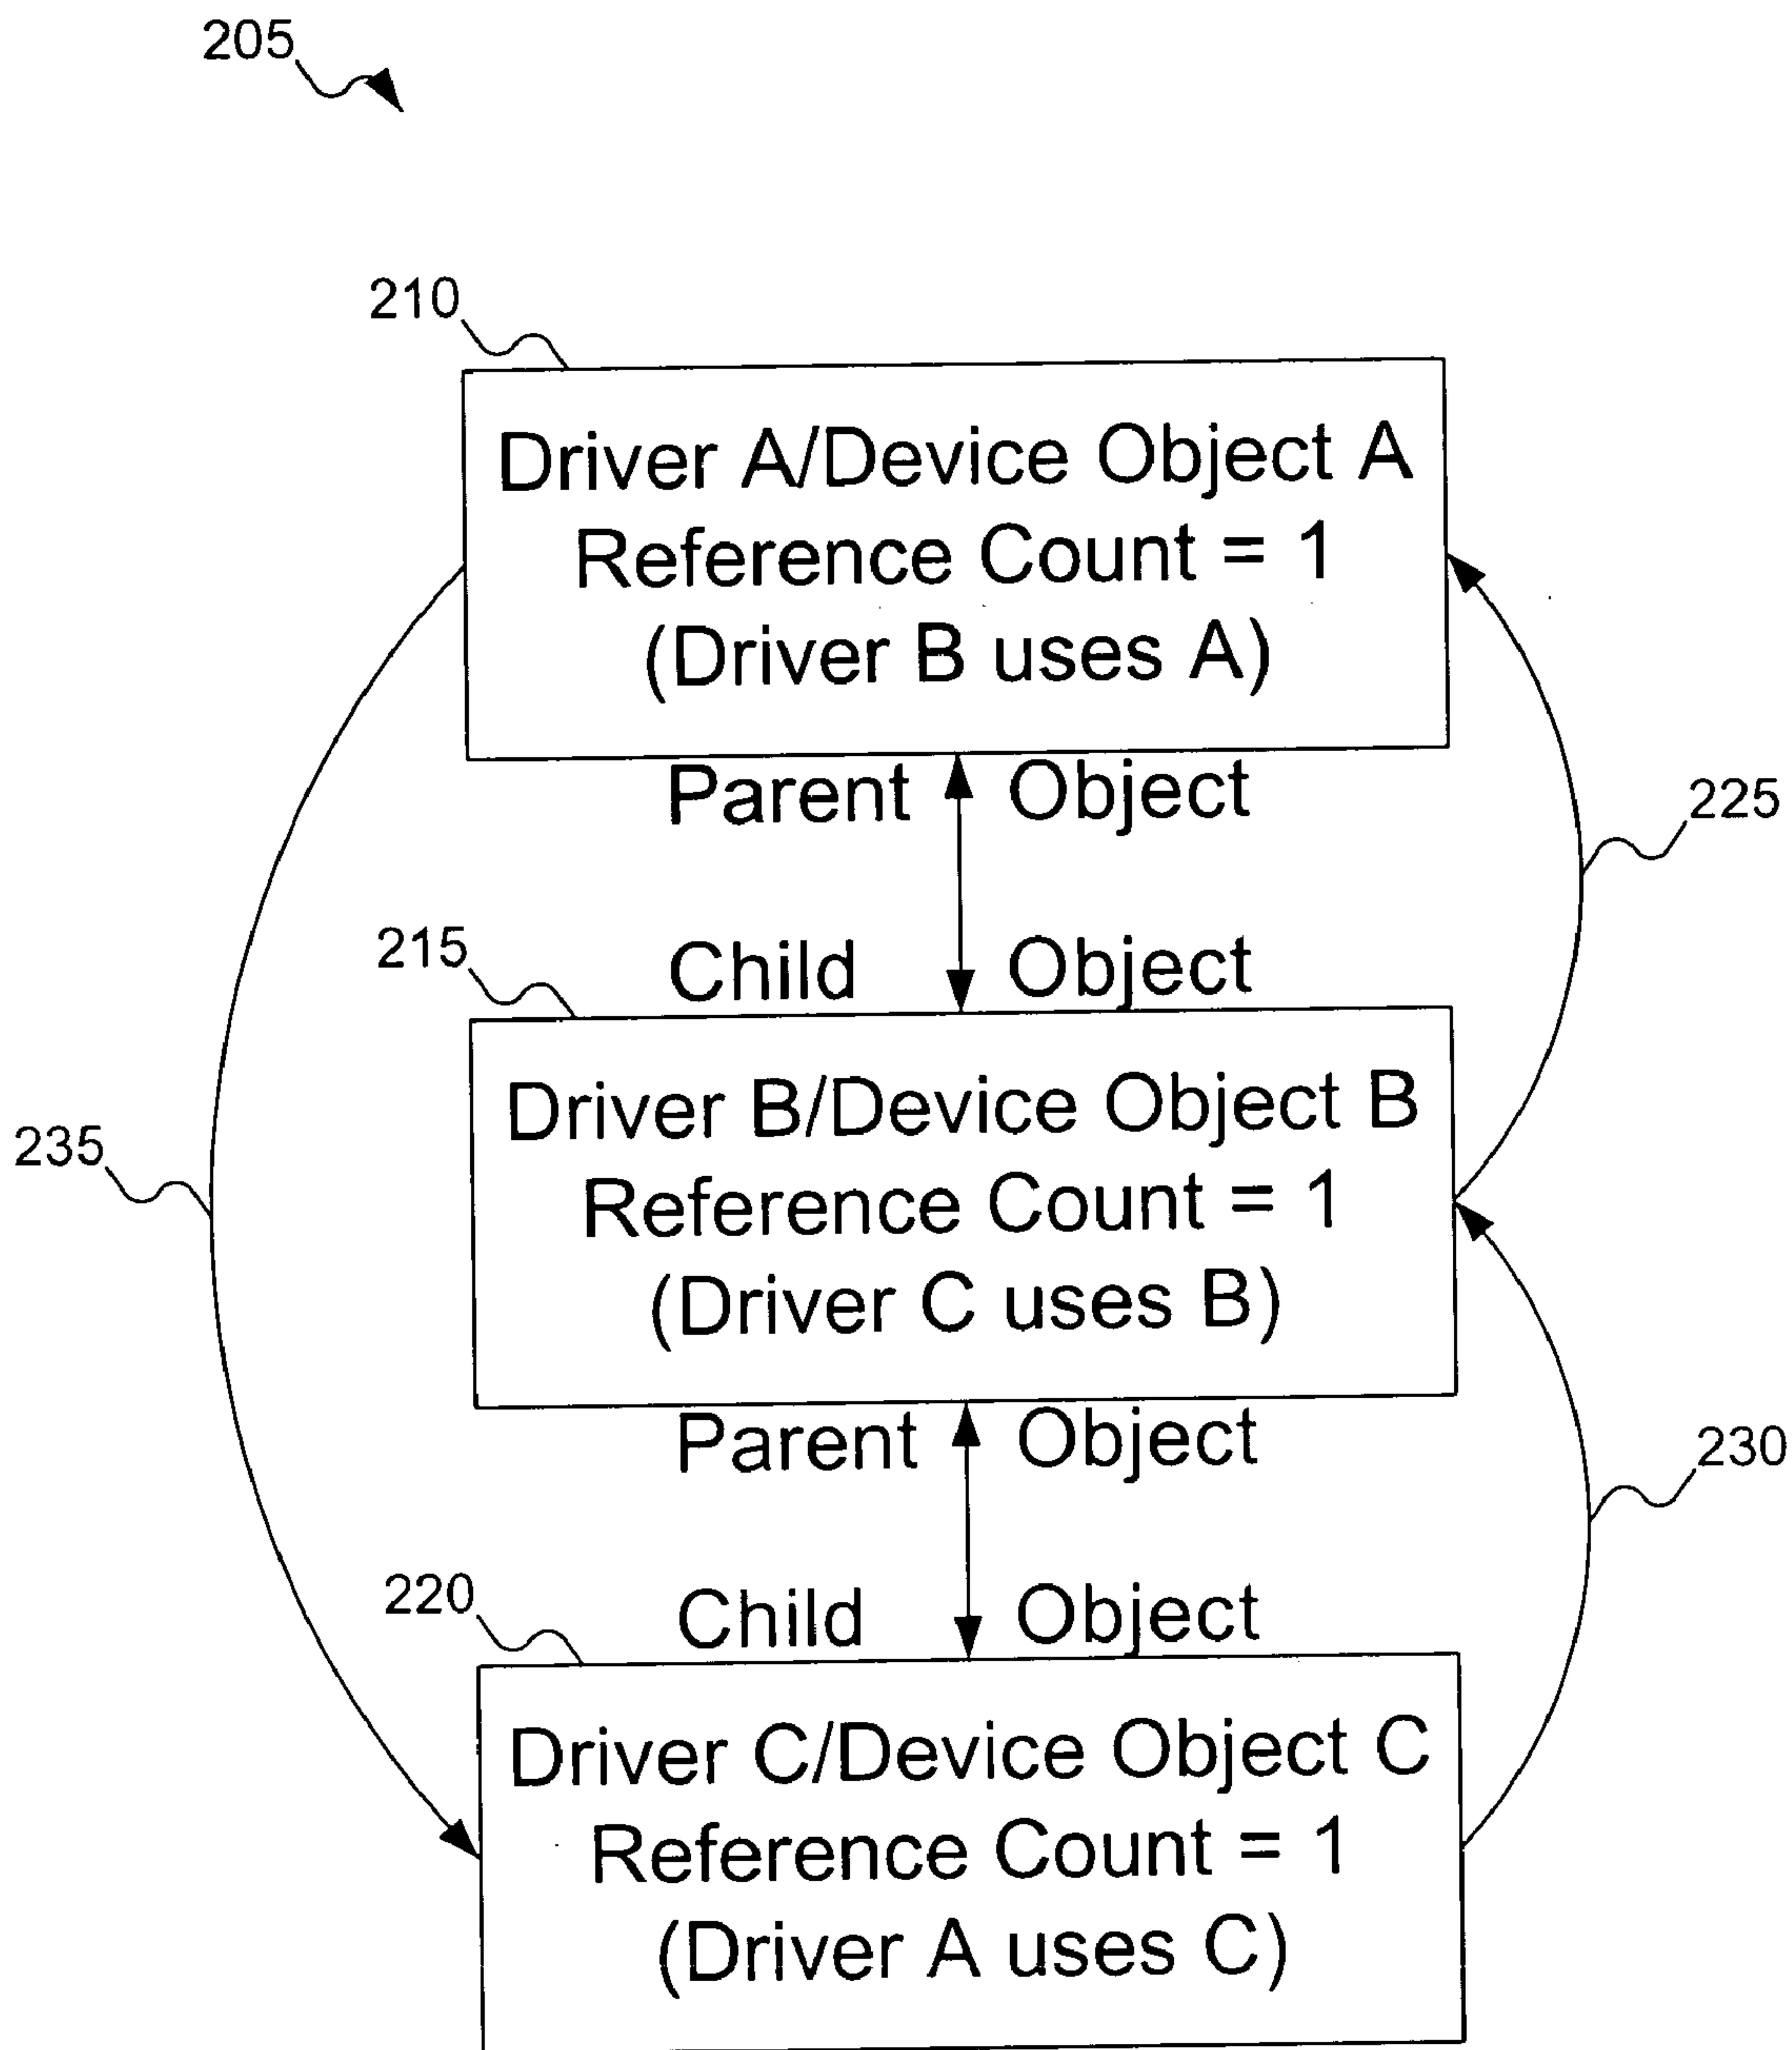 205
210
Driver A/Device Object A
Reference Count = 1
(Driver B uses A)
Parent Object
225
215
Child Object
Driver B/Device Object B
235
Reference Count = 1
(Driver C uses B)
Parent Object
230
220
Child Object
Driver C/Device Object C
Reference Count = 1
(Driver A uses C)